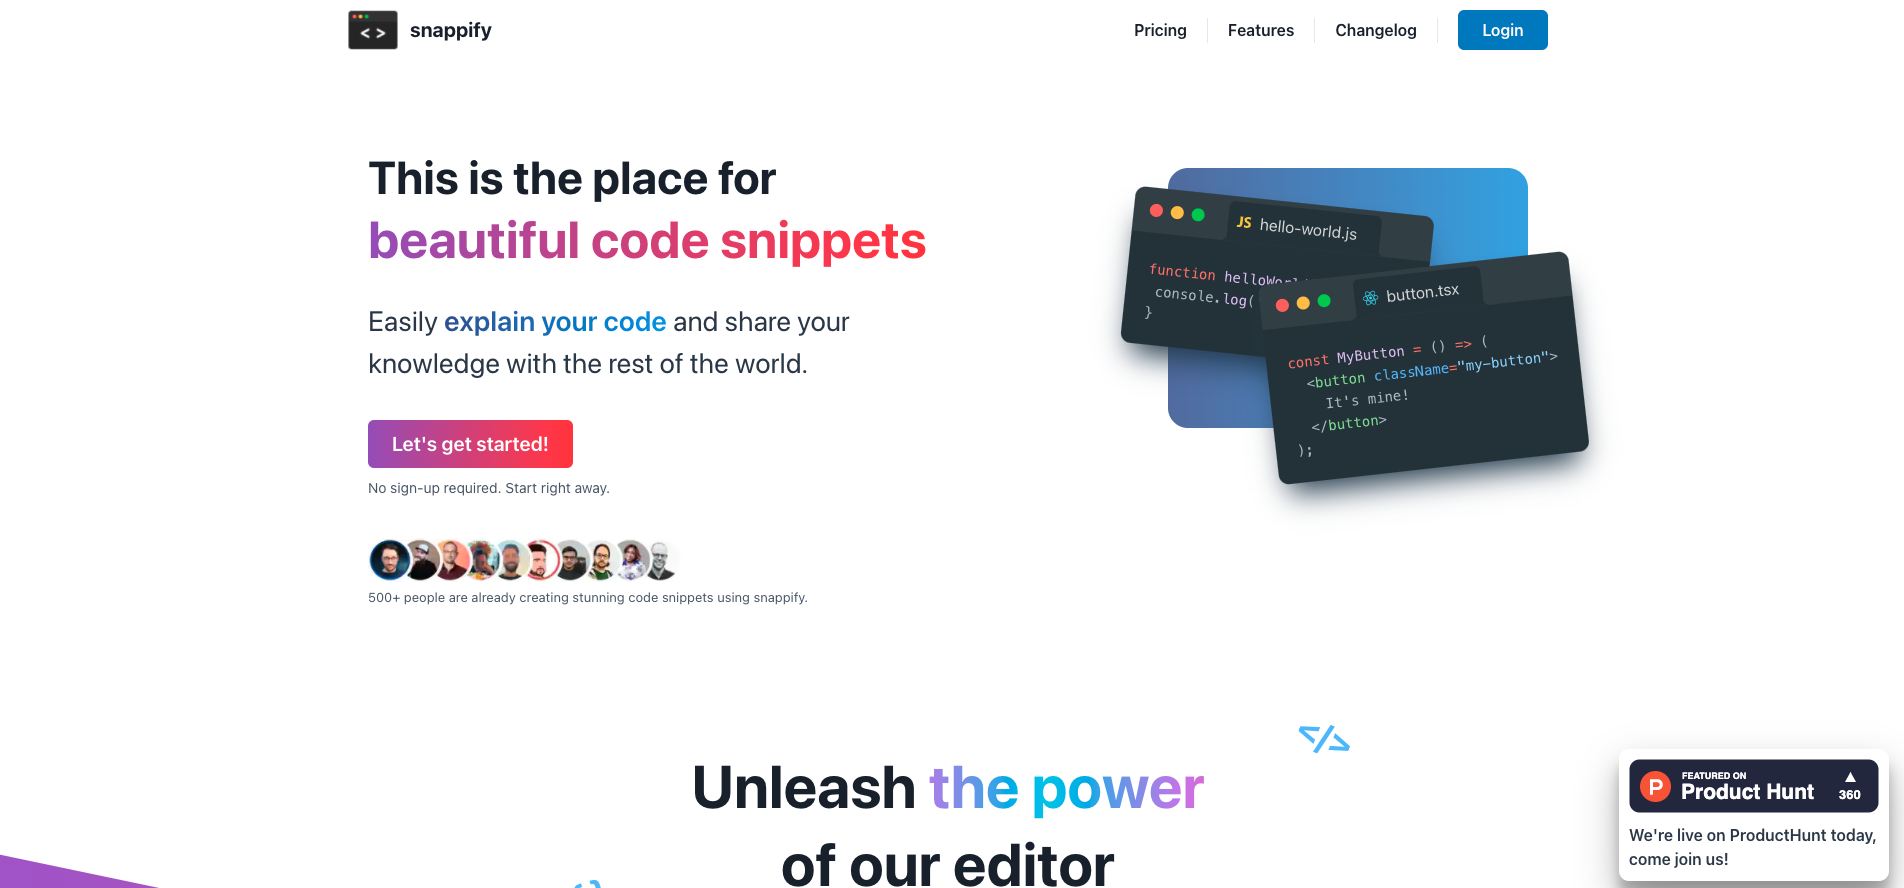 < >
snappify
Pricing
Features
Changelog
Login
This is the place for
beautiful code snippets
Easily explain your code and share your
knowledge with the rest of the world.
Let's get started!
No sign-up required. Start right away.
500+ people are already creating stunning code snippets using snappify.
JS hello-world.js
function
console.log(
}
button.tsx
const MyButton = () => (
<button className="my-button">
It's mine!
</button>
);
</>
Unleash the power
of our editor
P
FEATURED ON
Product Hunt
▲
360
We're live on ProductHunt today,
come join us!